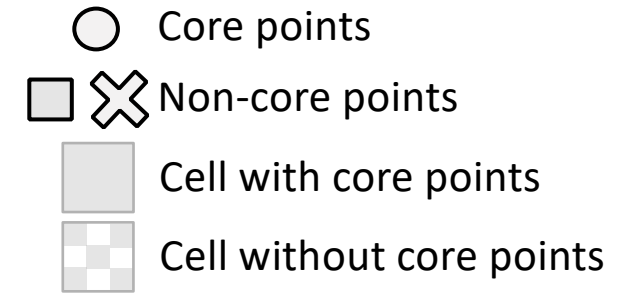 Core points
Non-core points
Cell with core points
Cell without core points